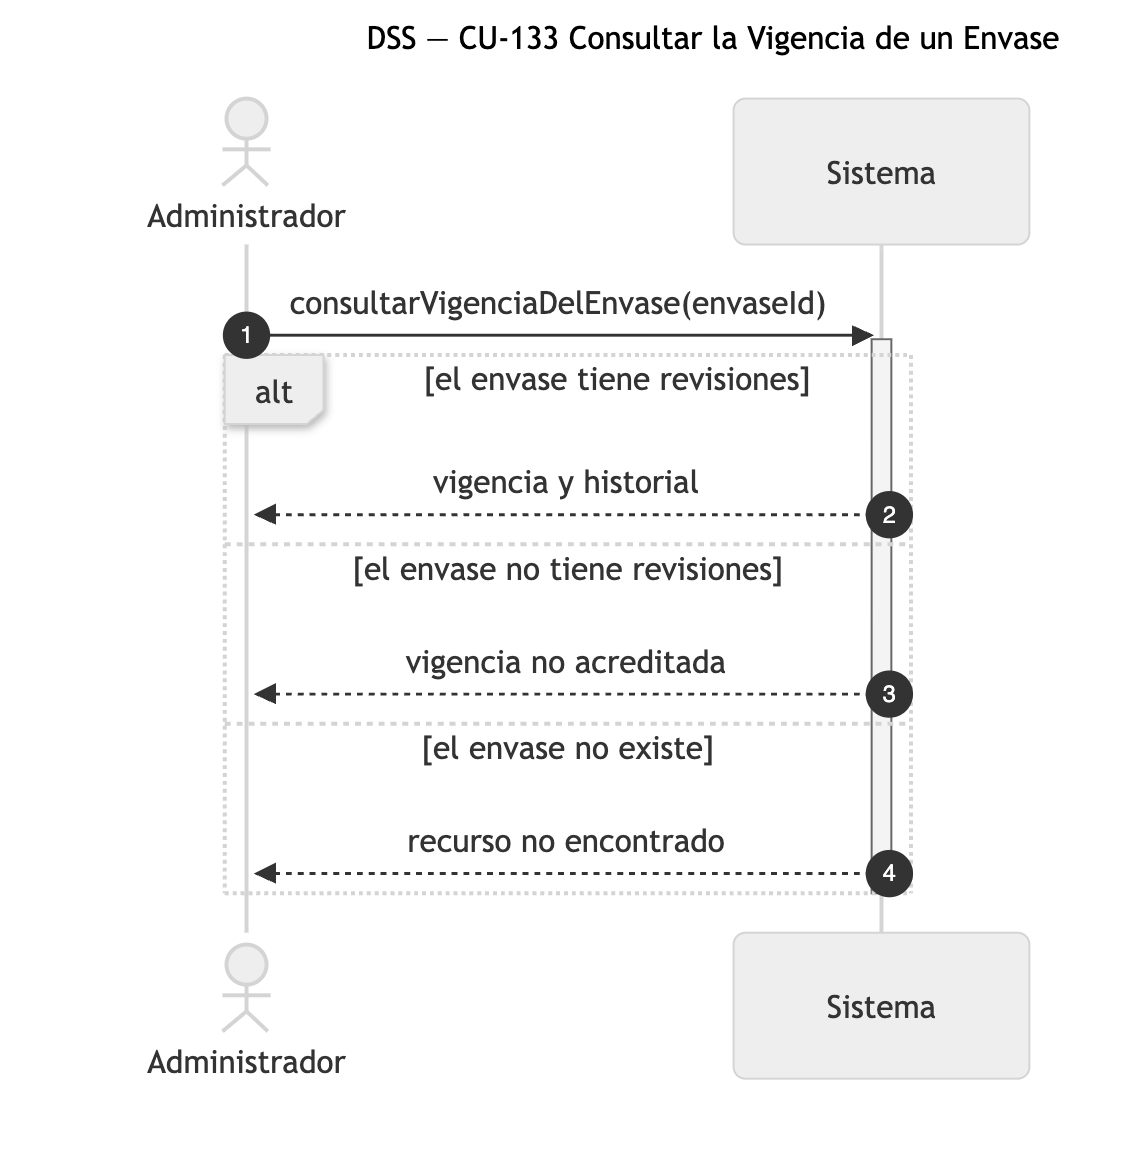 DSS — CU-133 Consultar la Vigencia de un Envase
Administrador
Sistema
consultarVigenciaDelEnvase(envaseId)
1
alt
[el envase tiene revisiones]
vigencia y historial
2
[el envase no tiene revisiones]
vigencia no acreditada
3
[el envase no existe]
recurso no encontrado
4
Administrador
Sistema